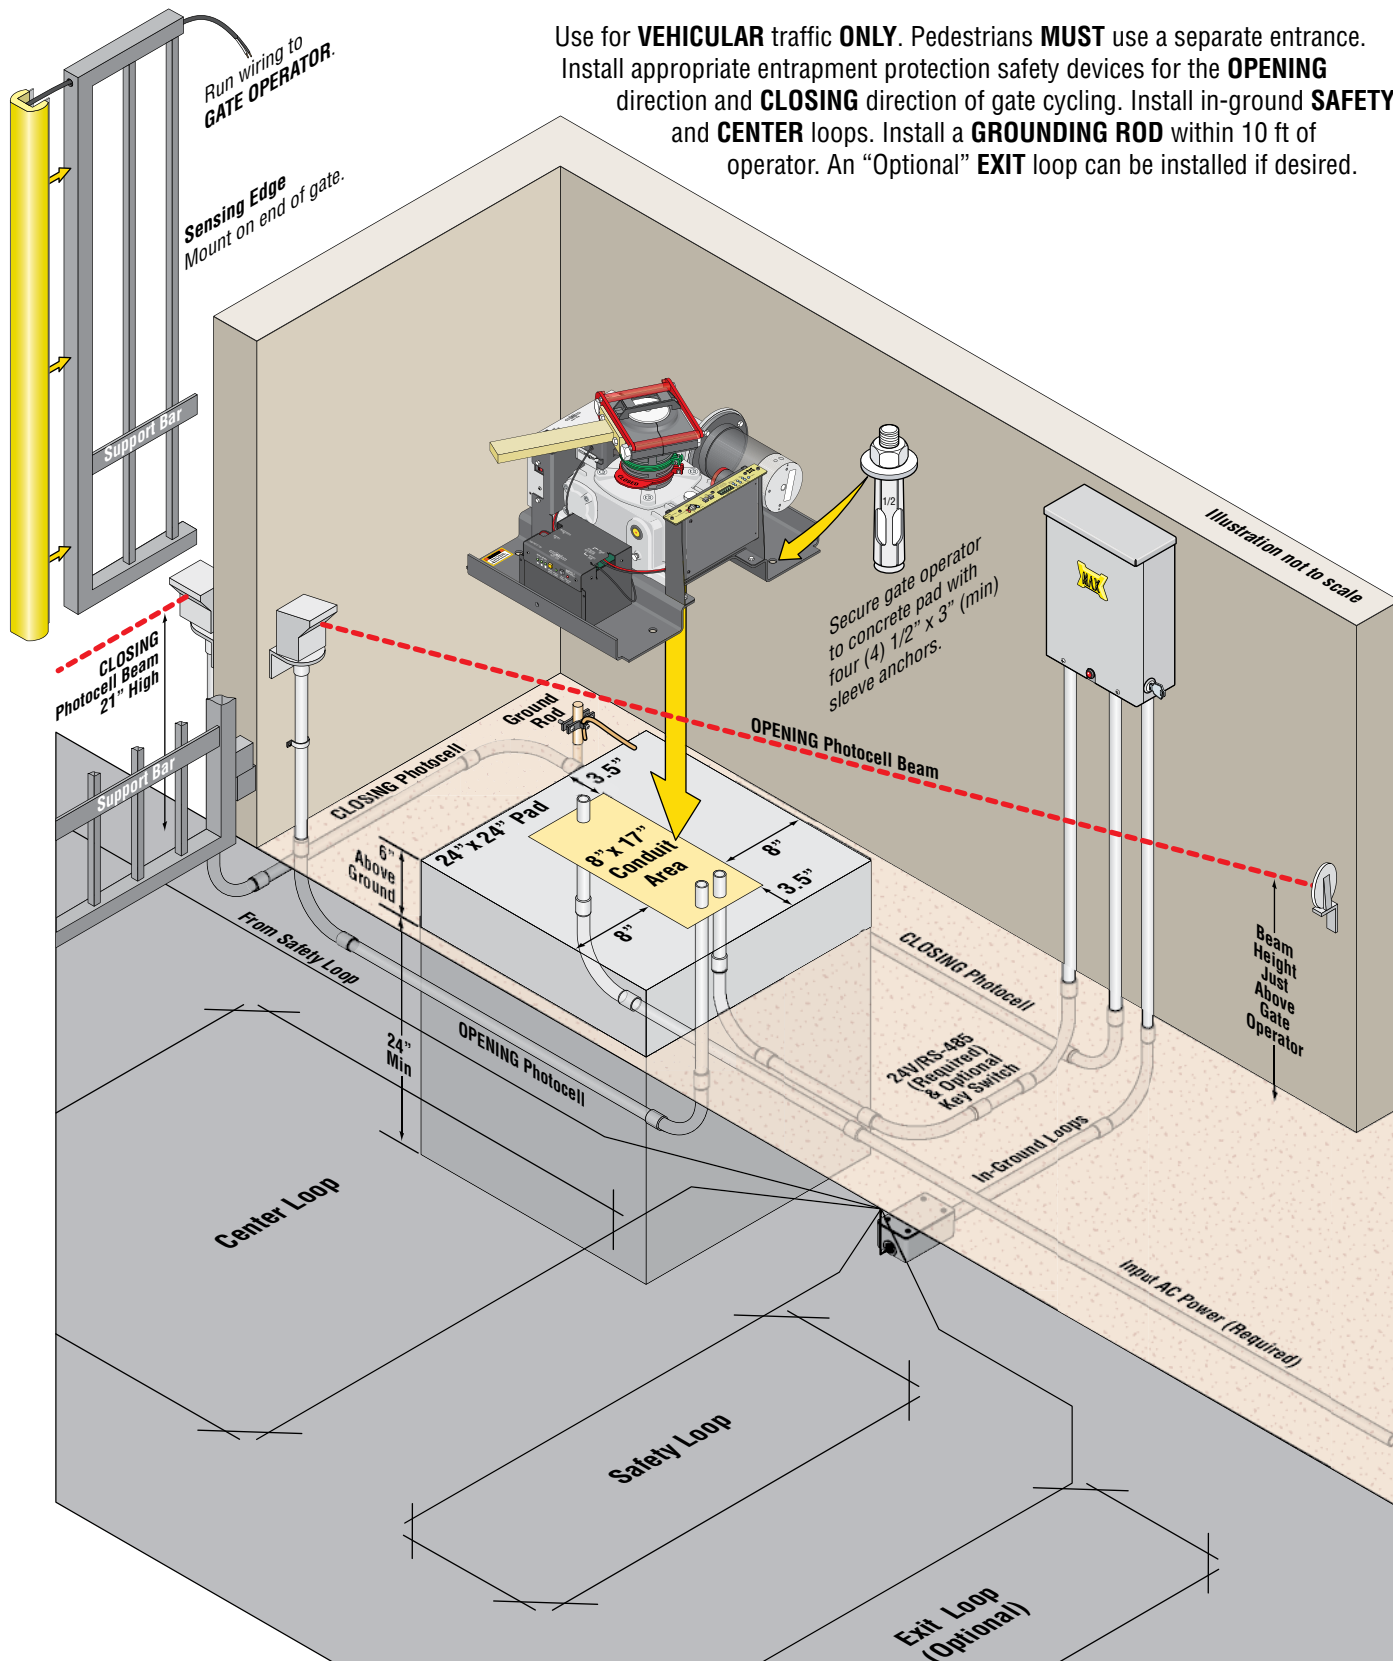 Use for VEHICULAR traffic ONLY. Pedestrians MUST use a separate entrance.
Install appropriate entrapment protection safety devices for the OPENING
direction and CLOSING direction of gate cycling. Install in-ground SAFETY
and CENTER loops. Install a GROUNDING ROD within 10 ft of
operator. An “Optional” EXIT loop can be installed if desired.
Run wiring to
GATE OPERATOR.
Sensing Edge
Mount on end of gate.
Support Bar
CLOSING
Photocell Beam
21” High
Support Bar
1/2
Secure gate operator
to concrete pad with
four (4) 1/2” x 3” (min)
sleeve anchors.
CLOSED
MAX
Illustration not to scale
Ground
Rod
OPENING Photocell Beam
CLOSING Photocell
3.5”
24” x 24” Pad
8” x 17”
Conduit
Area
8”
3.5”
8”
6”
Above
Ground
24”
Min
From Safety Loop
OPENING Photocell
CLOSING Photocell
24V/RS-485
(Required)
& Optional
Key Switch
In-Ground Loops
Beam
Height
Just
Above
Gate
Operator
Input AC Power (Required)
Center Loop
Safety Loop
Exit Loop
(Optional)